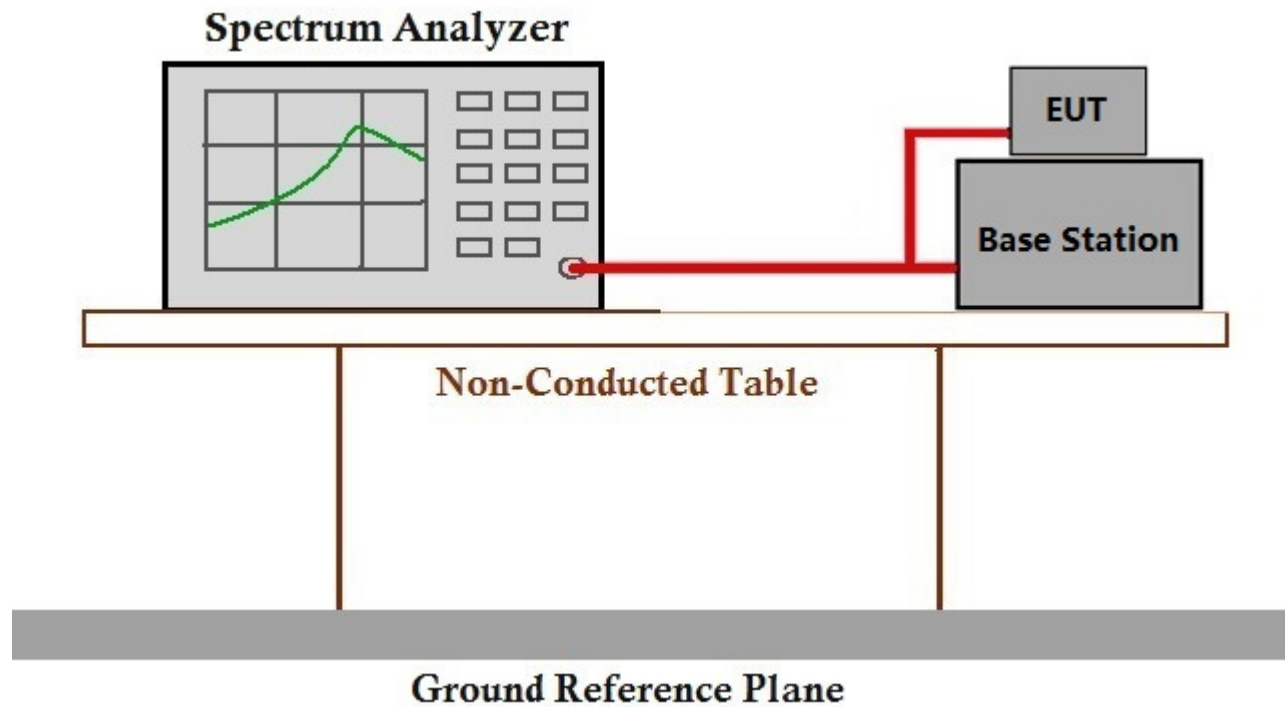 Spectrum Analyzer
EUT
Base Station
Non-Conducted Table
Ground Reference Plane